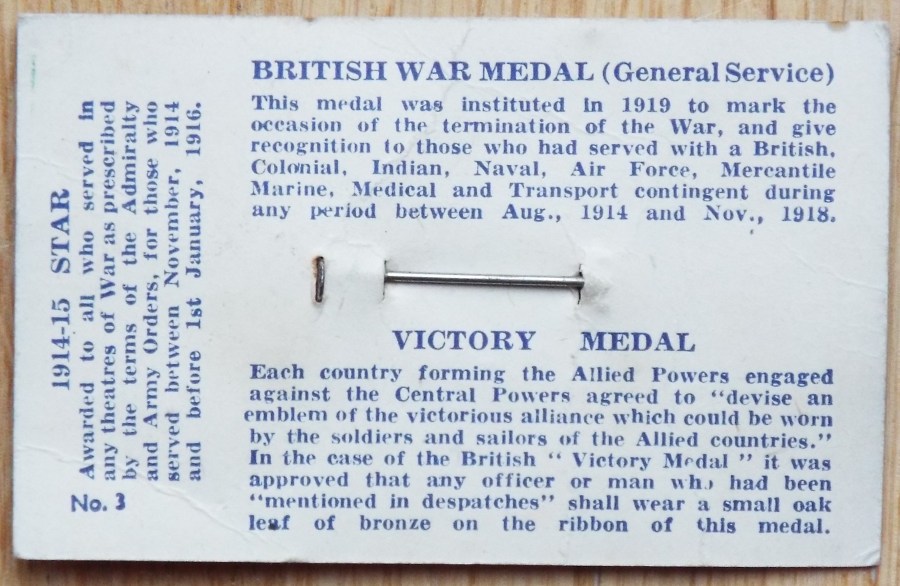 BRITISH WAR MEDAL (General Service)
This medal was instituted in 1919 to mark the
occasion of the termination of the War, and give
recognition to those who had served with a British,
Colonial, Indian, Naval, Air Force, Mercantile
Marine, Medical and Transport contingent during
any period between Aug., 1914 and Nov., 1918.
VICTORY MEDAL
Each country forming the Allied Powers engaged
against the Central Powers agreed to "devise an
emblem of the victorious alliance which could be worn
by the soldiers and sailors of the Allied countries."
In the case of the British "Victory Medal" it was
approved that any officer or man who had been
"mentioned in despatches" shall wear a small oak
leaf of bronze on the ribbon of this medal.
1914-15 STAR
Awarded to all who served in
any theatres of War as prescribed
by the terms of the Admiralty
and Army Orders, for those who
served between November, 1914
and before 1st January, 1916.
No. 3